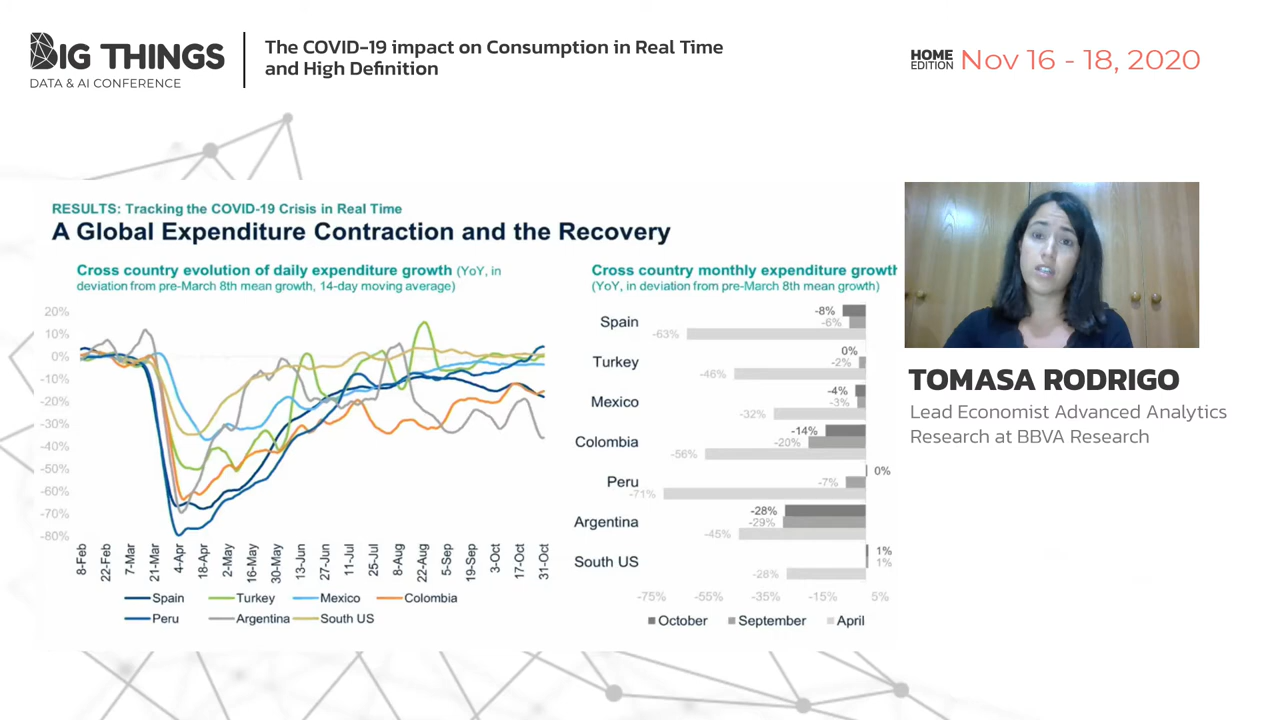 BIG THINGS
DATA & AI CONFERENCE
The COVID-19 impact on Consumption in Real Time
and High Definition
HOME
EDITION
Nov 16 - 18, 2020
RESULTS: Tracking the COVID-19 Crisis in Real Time
A Global Expenditure Contraction and the Recovery
Cross country evolution of daily expenditure growth (YoY, in
deviation from pre-March 8th mean growth, 14-day moving average)
20%
10%
0%
-10%
-20%
-30%
-40%
-50%
-60%
-70%
-80%
8-Feb
22-Feb
7-Mar
21-Mar
4-Apr
18-Apr
2-May
16-May
30-May
13-Jun
27-Jun
11-Jul
25-Jul
8-Aug
22-Aug
5-Sep
19-Sep
3-Oct
17-Oct
31-Oct
Spain Turkey Mexico Colombia
Peru Argentina South US
Cross country monthly expenditure growth
(YoY, in deviation from pre-March 8th mean growth)
Spain
-8%
-6%
-63%
Turkey
0%
-2%
-46%
Mexico
-4%
-3%
-32%
Colombia
-14%
-20%
-56%
Peru
0%
-7%
-71%
Argentina
-28%
-29%
-45%
South US
1%
1%
-28%
-75% -55% -35% -15% 5%
October September April
TOMASA RODRIGO
Lead Economist Advanced Analytics
Research at BBVA Research